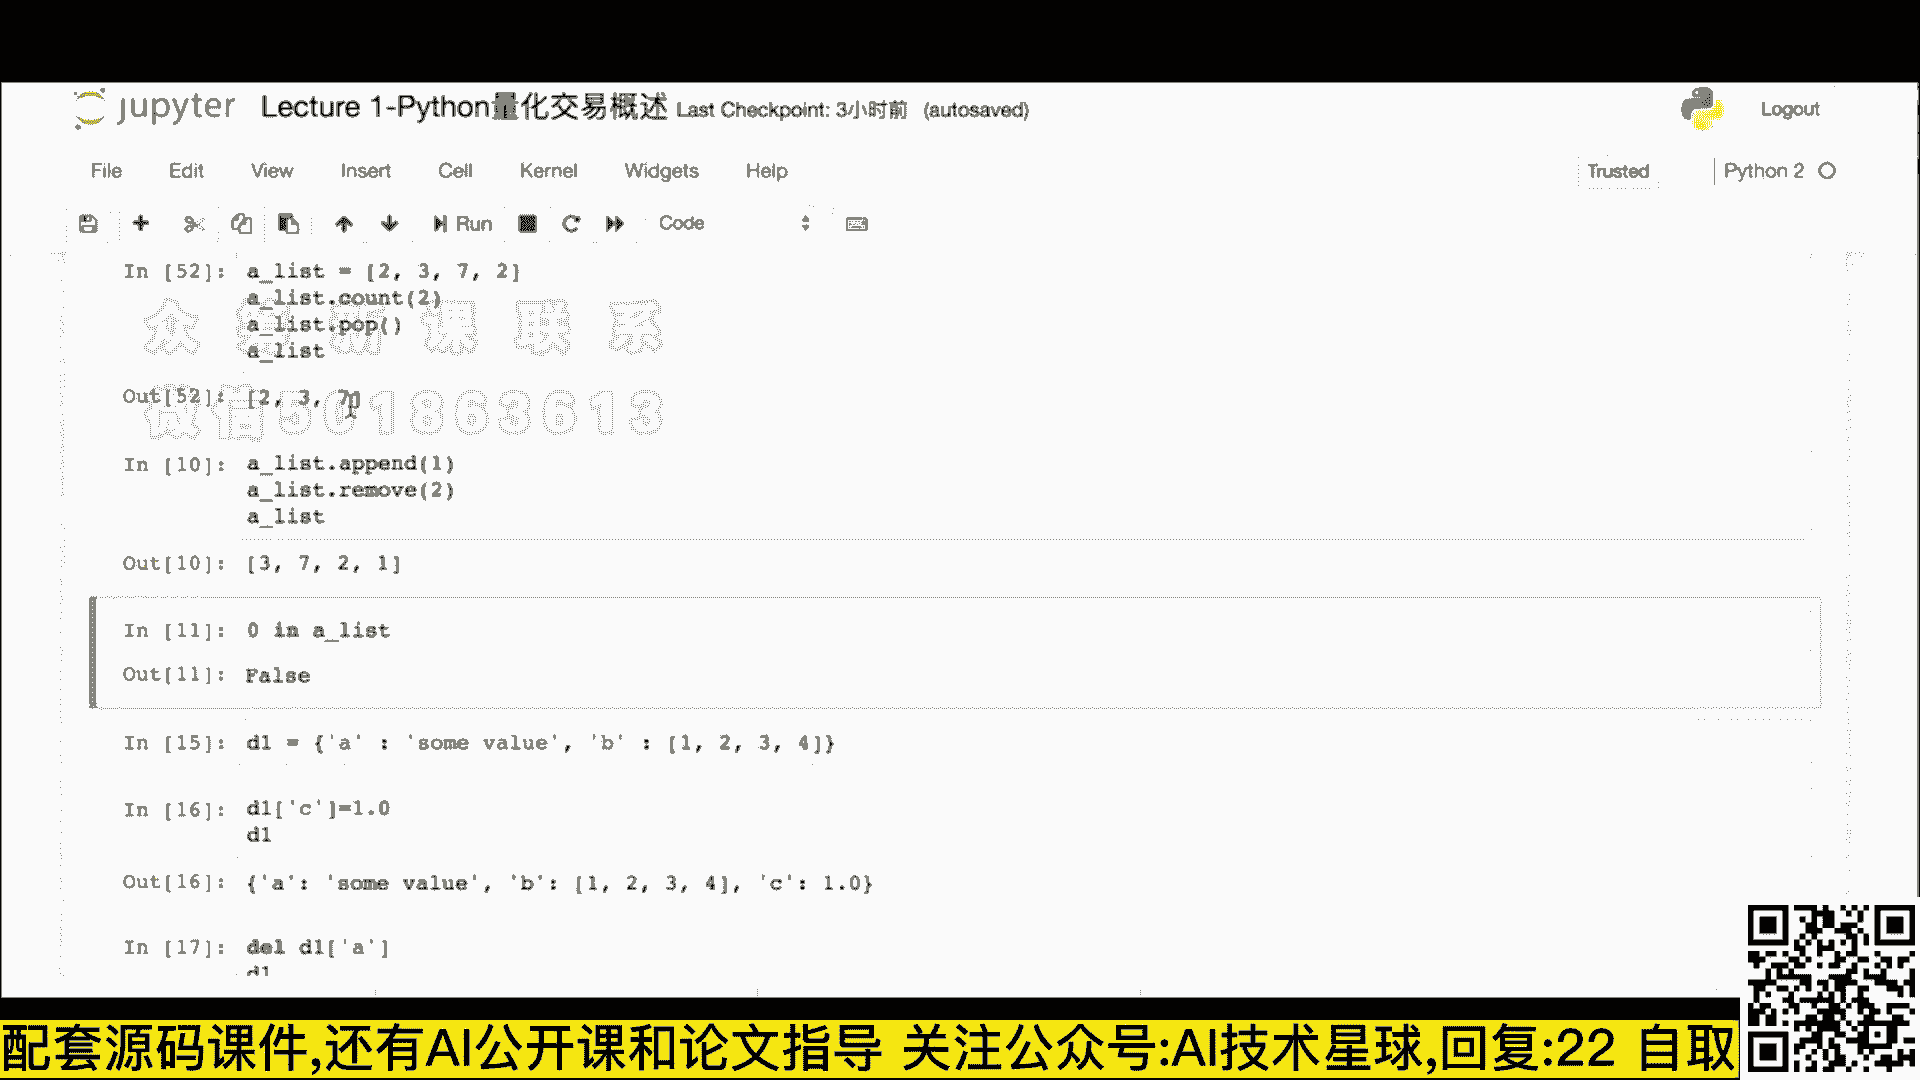 jupyter Lecture 1-Python量化交易概述 Last Checkpoint: 3小时前 (autosaved) Logout
File Edit View Insert Cell Kernel Widgets Help Trusted Python 2
Run Code
In [52]: a_list = [2, 3, 7, 2]
a_list.count(2)
a_list.pop()
a_list
众筹新课联系
Out[52]: [2, 3, 7]
微信501863613
In [10]: a_list.append(1)
a_list.remove(2)
a_list
Out[10]: [3, 7, 2, 1]
In [11]: 0 in a_list
Out[11]: False
In [15]: d1 = {'a' : 'some value', 'b' : [1, 2, 3, 4]}
In [16]: d1['c']=1.0
d1
Out[16]: {'a': 'some value', 'b': [1, 2, 3, 4], 'c': 1.0}
In [17]: del d1['a']
d1
配套源码课件,还有AI公开课和论文指导 关注公众号:AI技术星球,回复:22 自取